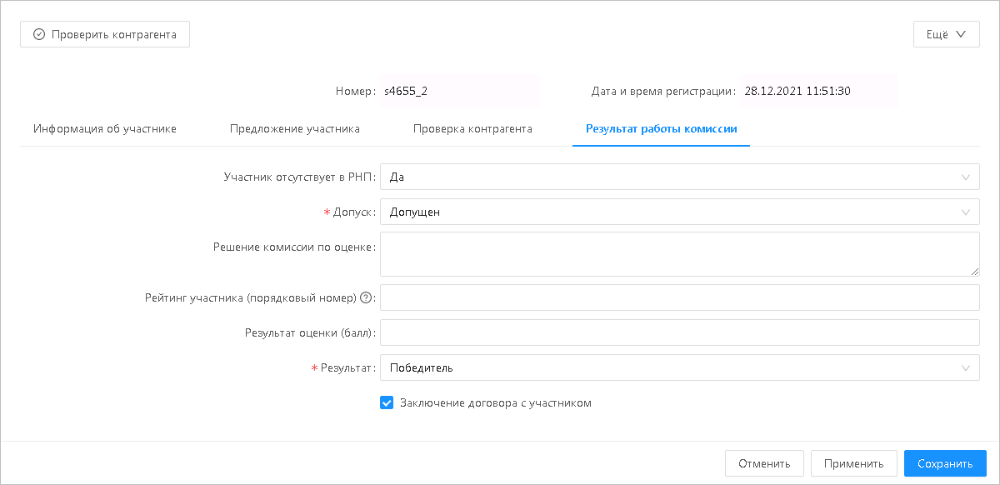 Проверить контрагента
Ещё
Номер: s4655_2 Дата и время регистрации: 28.12.2021 11:51:30
Информация об участнике Предложение участника Проверка контрагента Результат работы комиссии
Участник отсутствует в РНП: Да
* Допуск: Допущен
Решение комиссии по оценке:
Рейтинг участника (порядковый номер) ?:
Результат оценки (балл):
* Результат: Победитель
Заключение договора с участником
Отменить Применить Сохранить